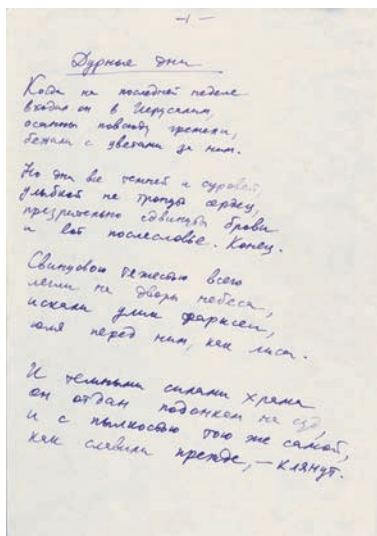 -1-
Дурные дни
Когда на последней неделе
входил он в Иерусалим,
осанны повсюду гремели,
бежали с цветами за ним.
Но дни все темней и суровей,
улыбкой не тронуть сердец,
презрительно сдвинуты брови
и вот послесловье. Конец.
Свинцовою тяжестью всею
легли на дворы небеса,
искали улик фарисеи,
юля перед ним, как лиса.
И темными силами храма
он отдан подонкам на суд,
и с пылкостью тою же самой,
как славили прежде, – клянут.